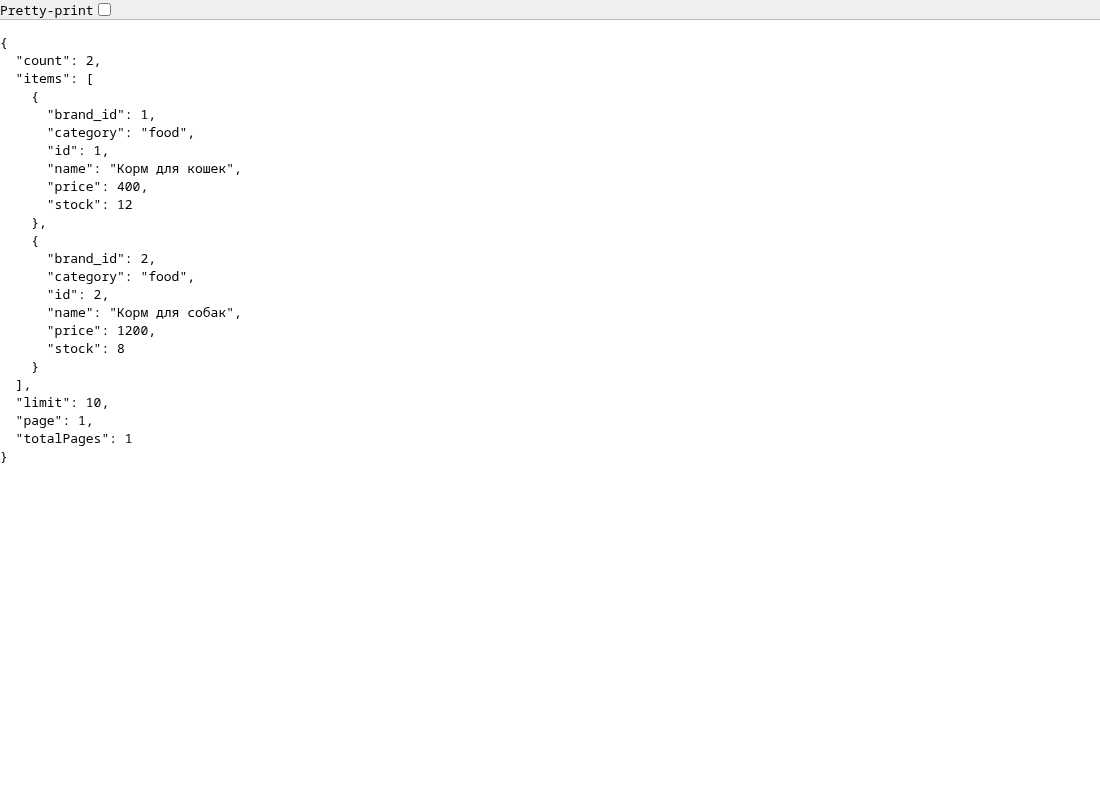 Pretty-print
{
  "count": 2,
  "items": [
    {
      "brand_id": 1,
      "category": "food",
      "id": 1,
      "name": "Корм для кошек",
      "price": 400,
      "stock": 12
    },
    {
      "brand_id": 2,
      "category": "food",
      "id": 2,
      "name": "Корм для собак",
      "price": 1200,
      "stock": 8
    }
  ],
  "limit": 10,
  "page": 1,
  "totalPages": 1
}